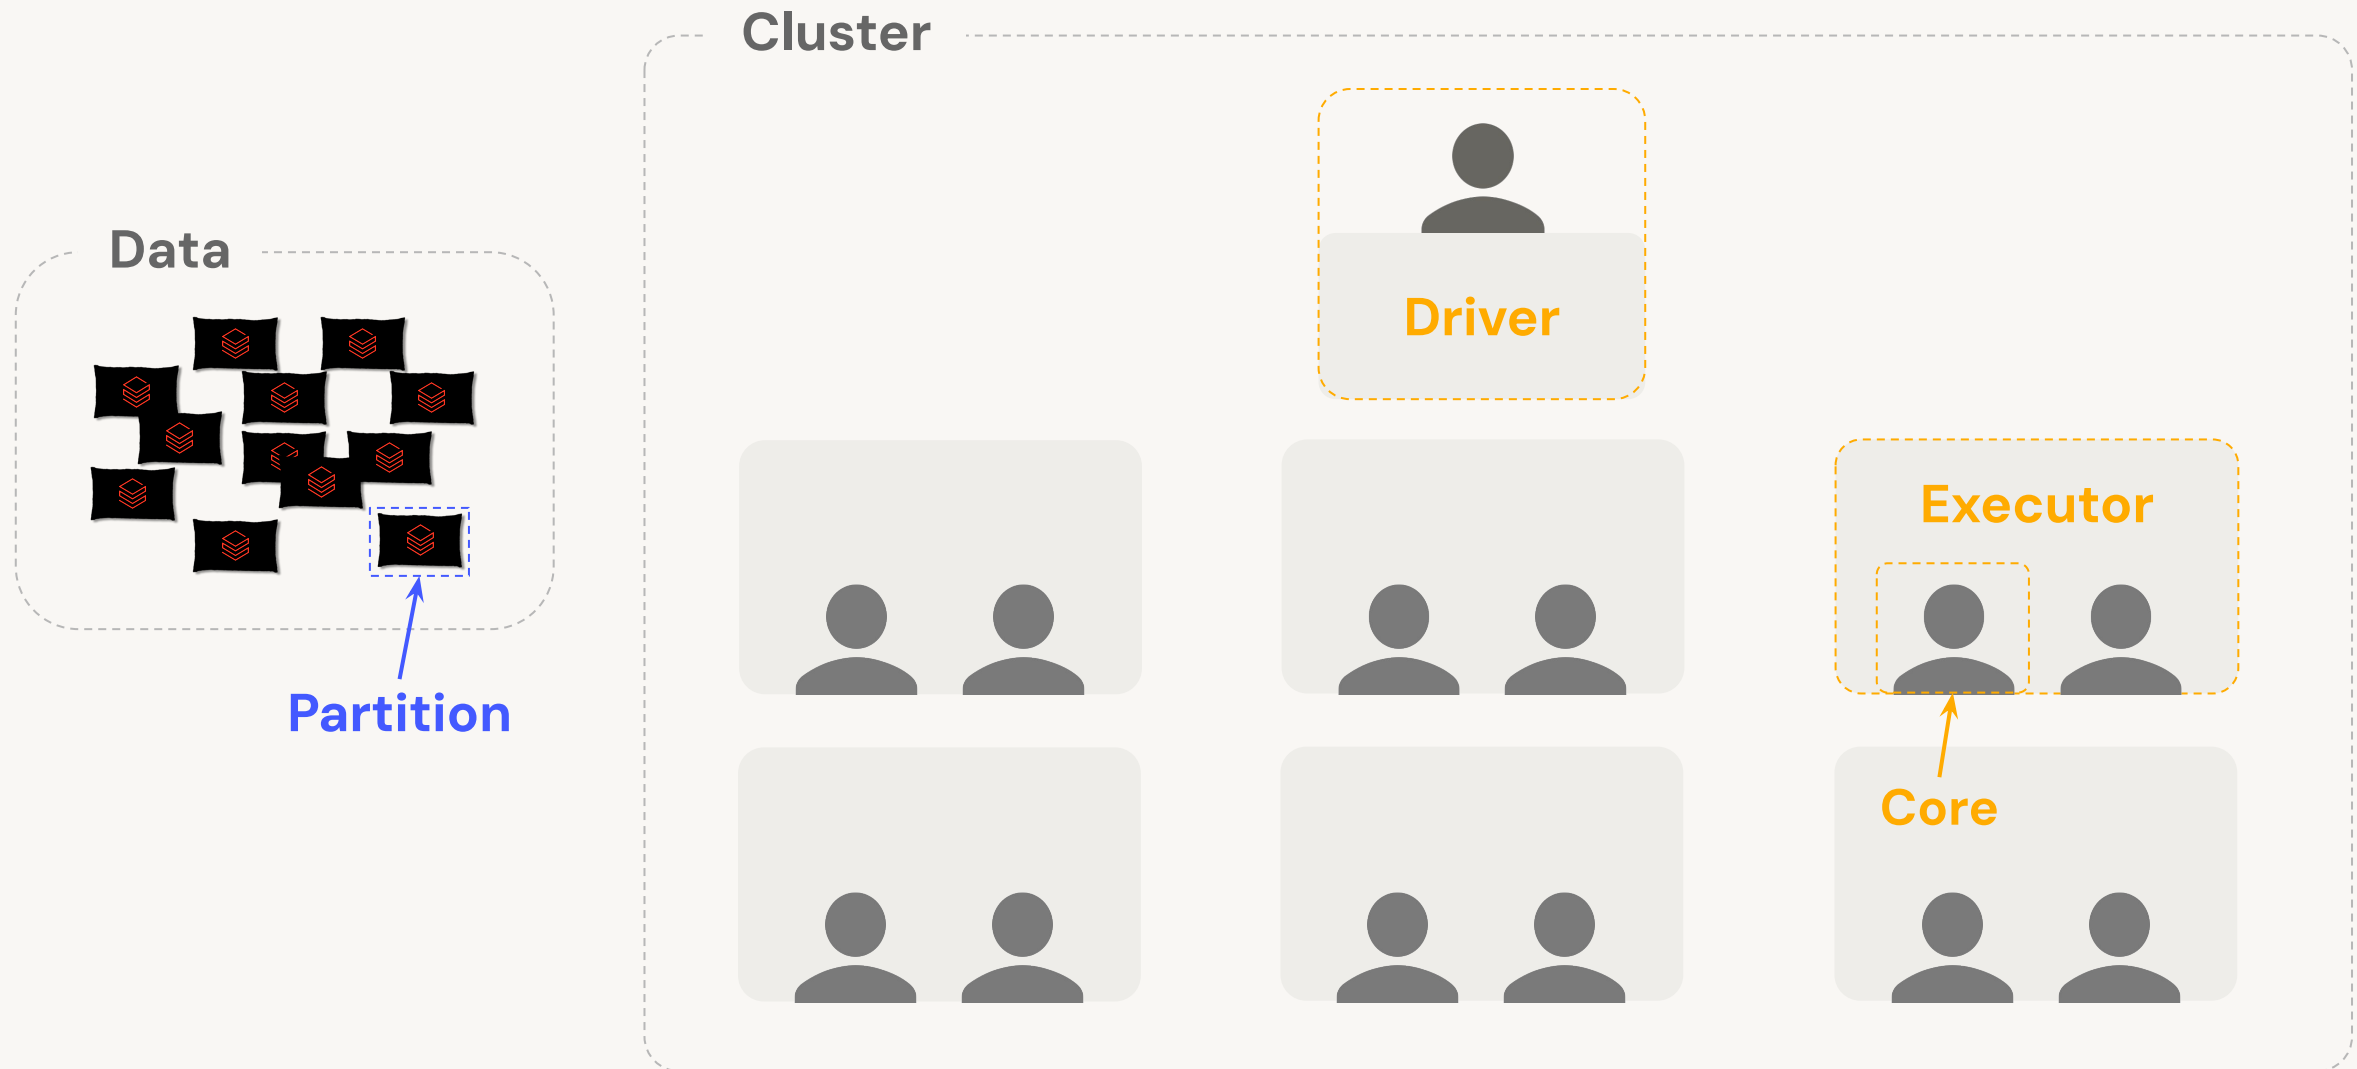 Cluster
Data
Driver
Executor
Partition
Core